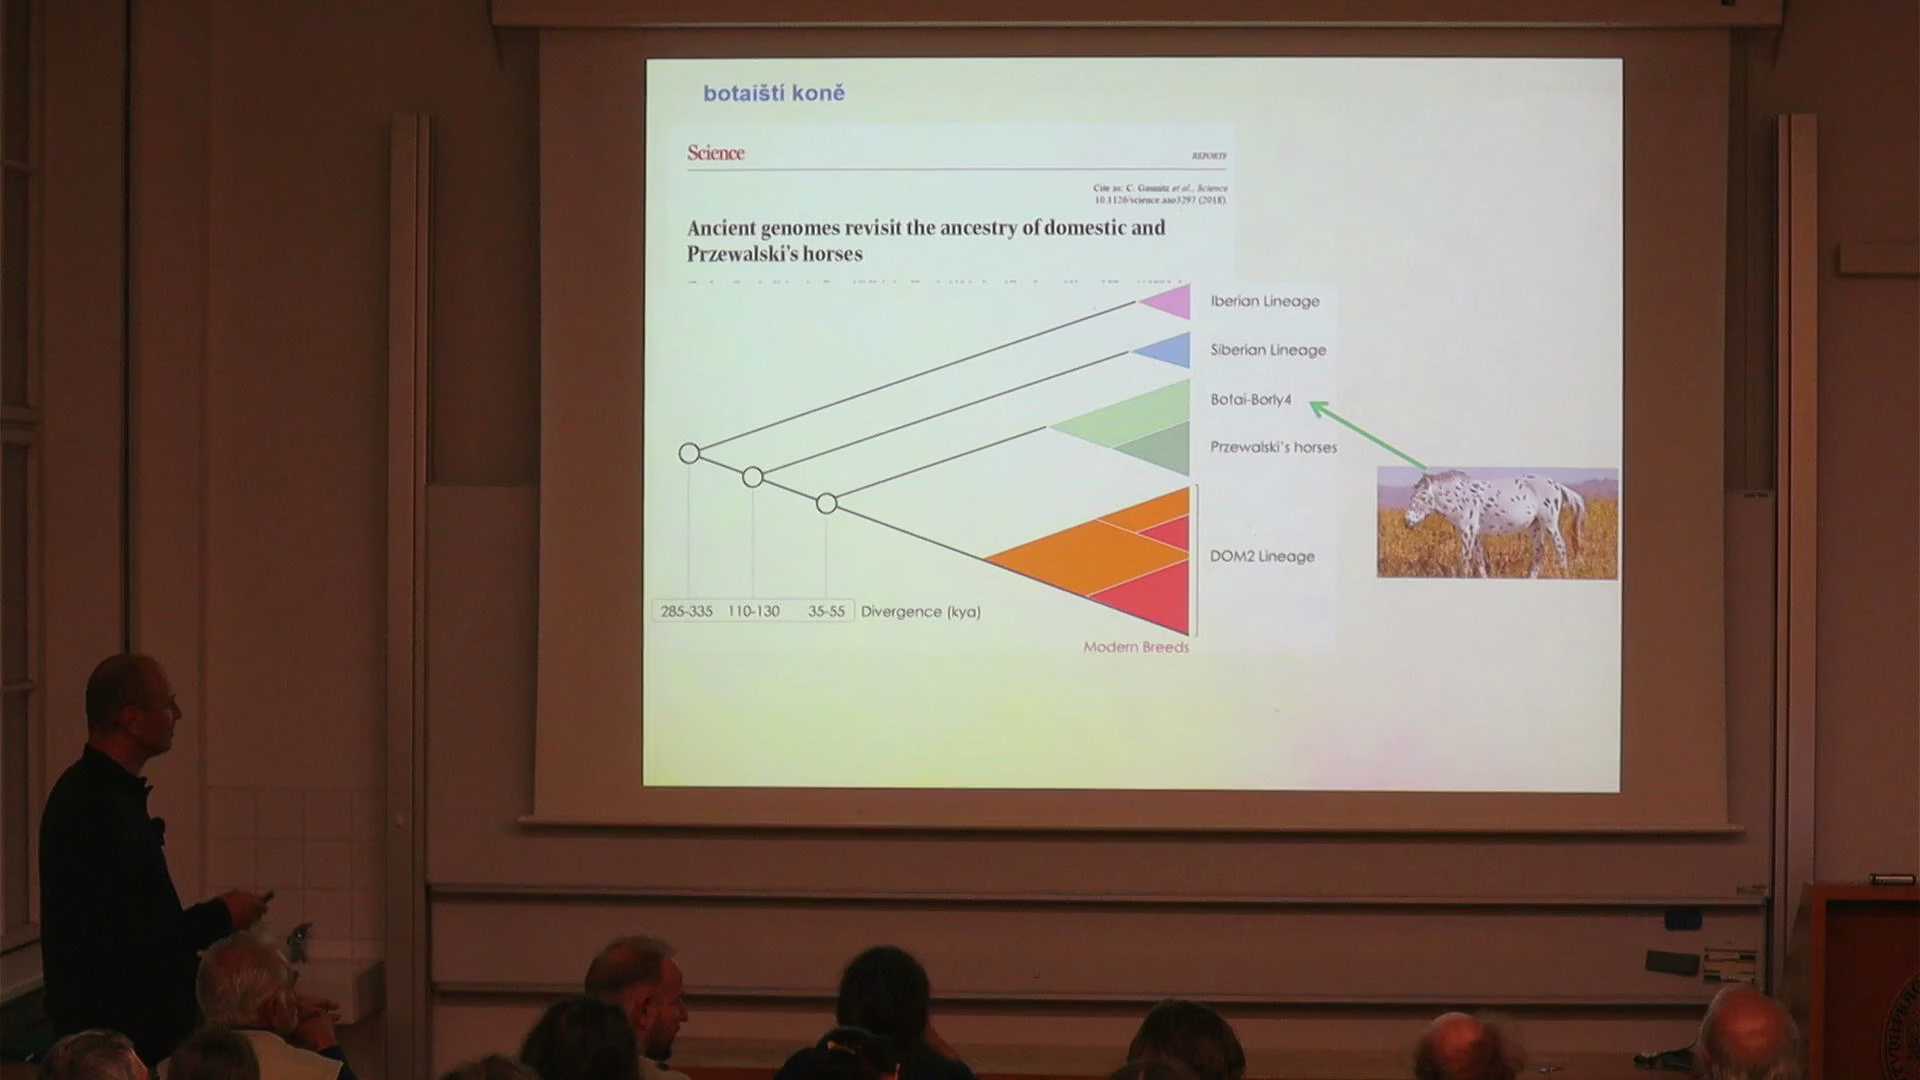 botaiští koně
Science
REPORTS
Cite as: C. Gaunitz et al., Science
10.1126/science.aao3297 (2018).
Ancient genomes revisit the ancestry of domestic and
Przewalski's horses
Iberian Lineage
Siberian Lineage
Botai-Borly4
Przewalski's horses
DOM2 Lineage
285-335 110-130 35-55 Divergence (kya)
Modern Breeds